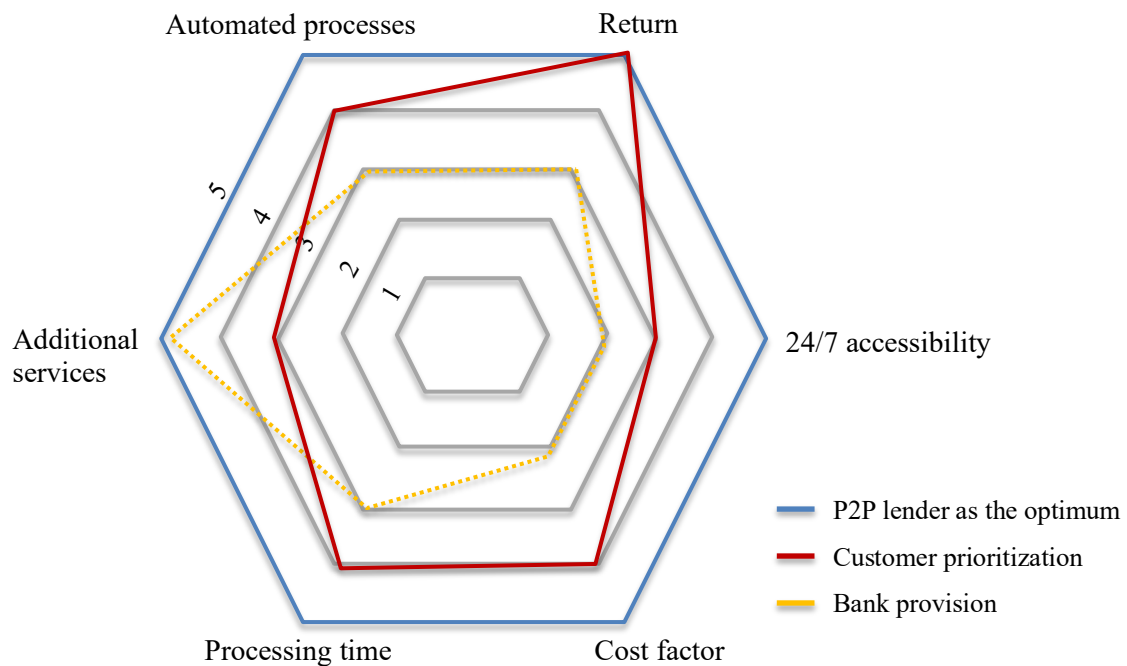 Automated processes
Return
5
4
3
2
1
Additional
services
24/7 accessibility
P2P lender as the optimum
Customer prioritization
Bank provision
Processing time
Cost factor